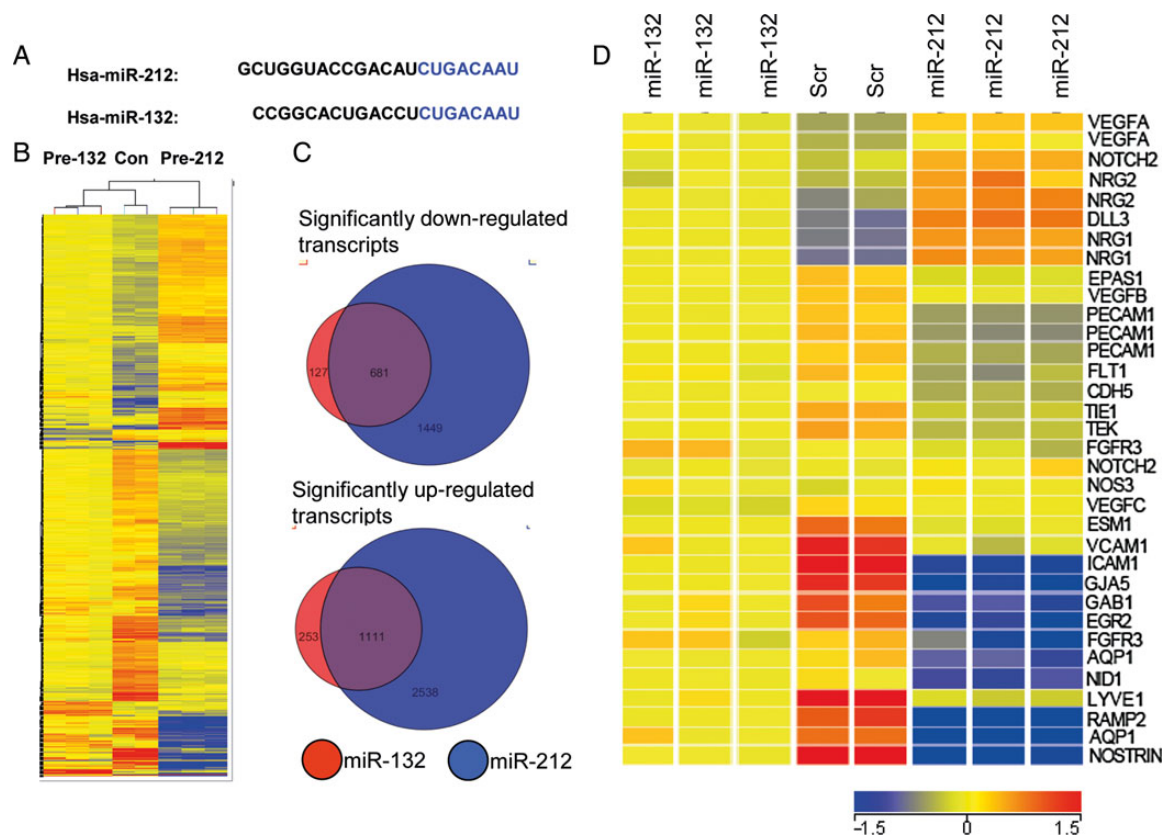 A
Hsa-miR-212: GCUGGUACCGACAUCUGACAAU
Hsa-miR-132: CCGGCACUGACCUCUGACAAU
B
Pre-132 Con Pre-212
C
Significantly down-regulated
transcripts
127 681
1449
Significantly up-regulated
transcripts
253 1111
2538
miR-132 miR-212
D
miR-132 miR-132 miR-132 Scr Scr miR-212 miR-212 miR-212
VEGFA
VEGFA
NOTCH2
NRG2
NRG2
DLL3
NRG1
NRG1
EPAS1
VEGFB
PECAM1
PECAM1
PECAM1
FLT1
CDH5
TIE1
TEK
FGFR3
NOTCH2
NOS3
VEGFC
ESM1
VCAM1
ICAM1
GJA5
GAB1
EGR2
FGFR3
AQP1
NID1
LYVE1
RAMP2
AQP1
NOSTRIN
-1.5 0 1.5